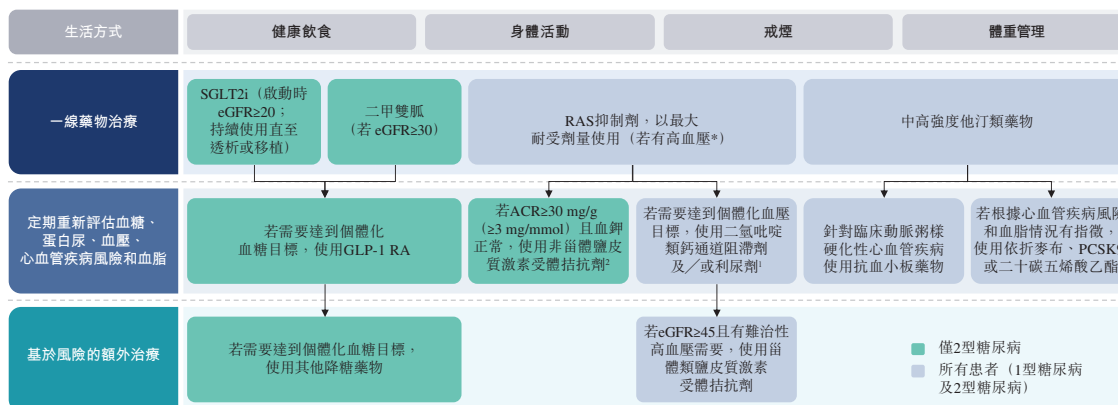 生活方式
健康飲食
身體活動
戒煙
體重管理
一線藥物治療
SGLT2i（啟動時
eGFR≥20；
持續使用直至
透析或移植）
二甲雙胍
（若 eGFR≥30）
RAS抑制劑，以最大
耐受劑量使用（若有高血壓*）
中高強度他汀類藥物
定期重新評估血糖、
蛋白尿、血壓、
心血管疾病風險和血脂
若需要達到個體化
血糖目標，使用GLP-1 RA
若ACR≥30 mg/g
（≥3 mg/mmol）且血鉀
正常，使用非甾體鹽皮
質激素受體拮抗劑²
若需要達到個體化血壓
目標，使用二氫吡啶
類鈣通道阻滯劑
及╱或利尿劑¹
針對臨床動脈粥樣
硬化性心血管疾病
使用抗血小板藥物
若根據心血管疾病風險
和血脂情況有指徵，
使用依折麥布、PCSK9
或二十碳五烯酸乙酯
基於風險的額外治療
若需要達到個體化血糖目標，
使用其他降糖藥物
若eGFR≥45且有難治性
高血壓需要，使用甾
體類鹽皮質激素
受體拮抗劑
僅2型糖尿病
所有患者（1型糖尿病
及2型糖尿病）